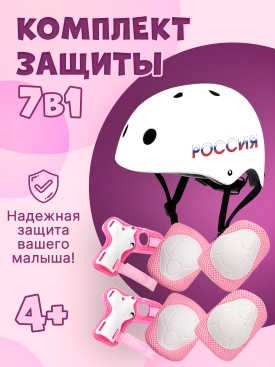 КОМПЛЕКТ
ЗАЩИТЫ
7в1
РОССИЯ
Надежная
защита
вашего
малыша!
4+